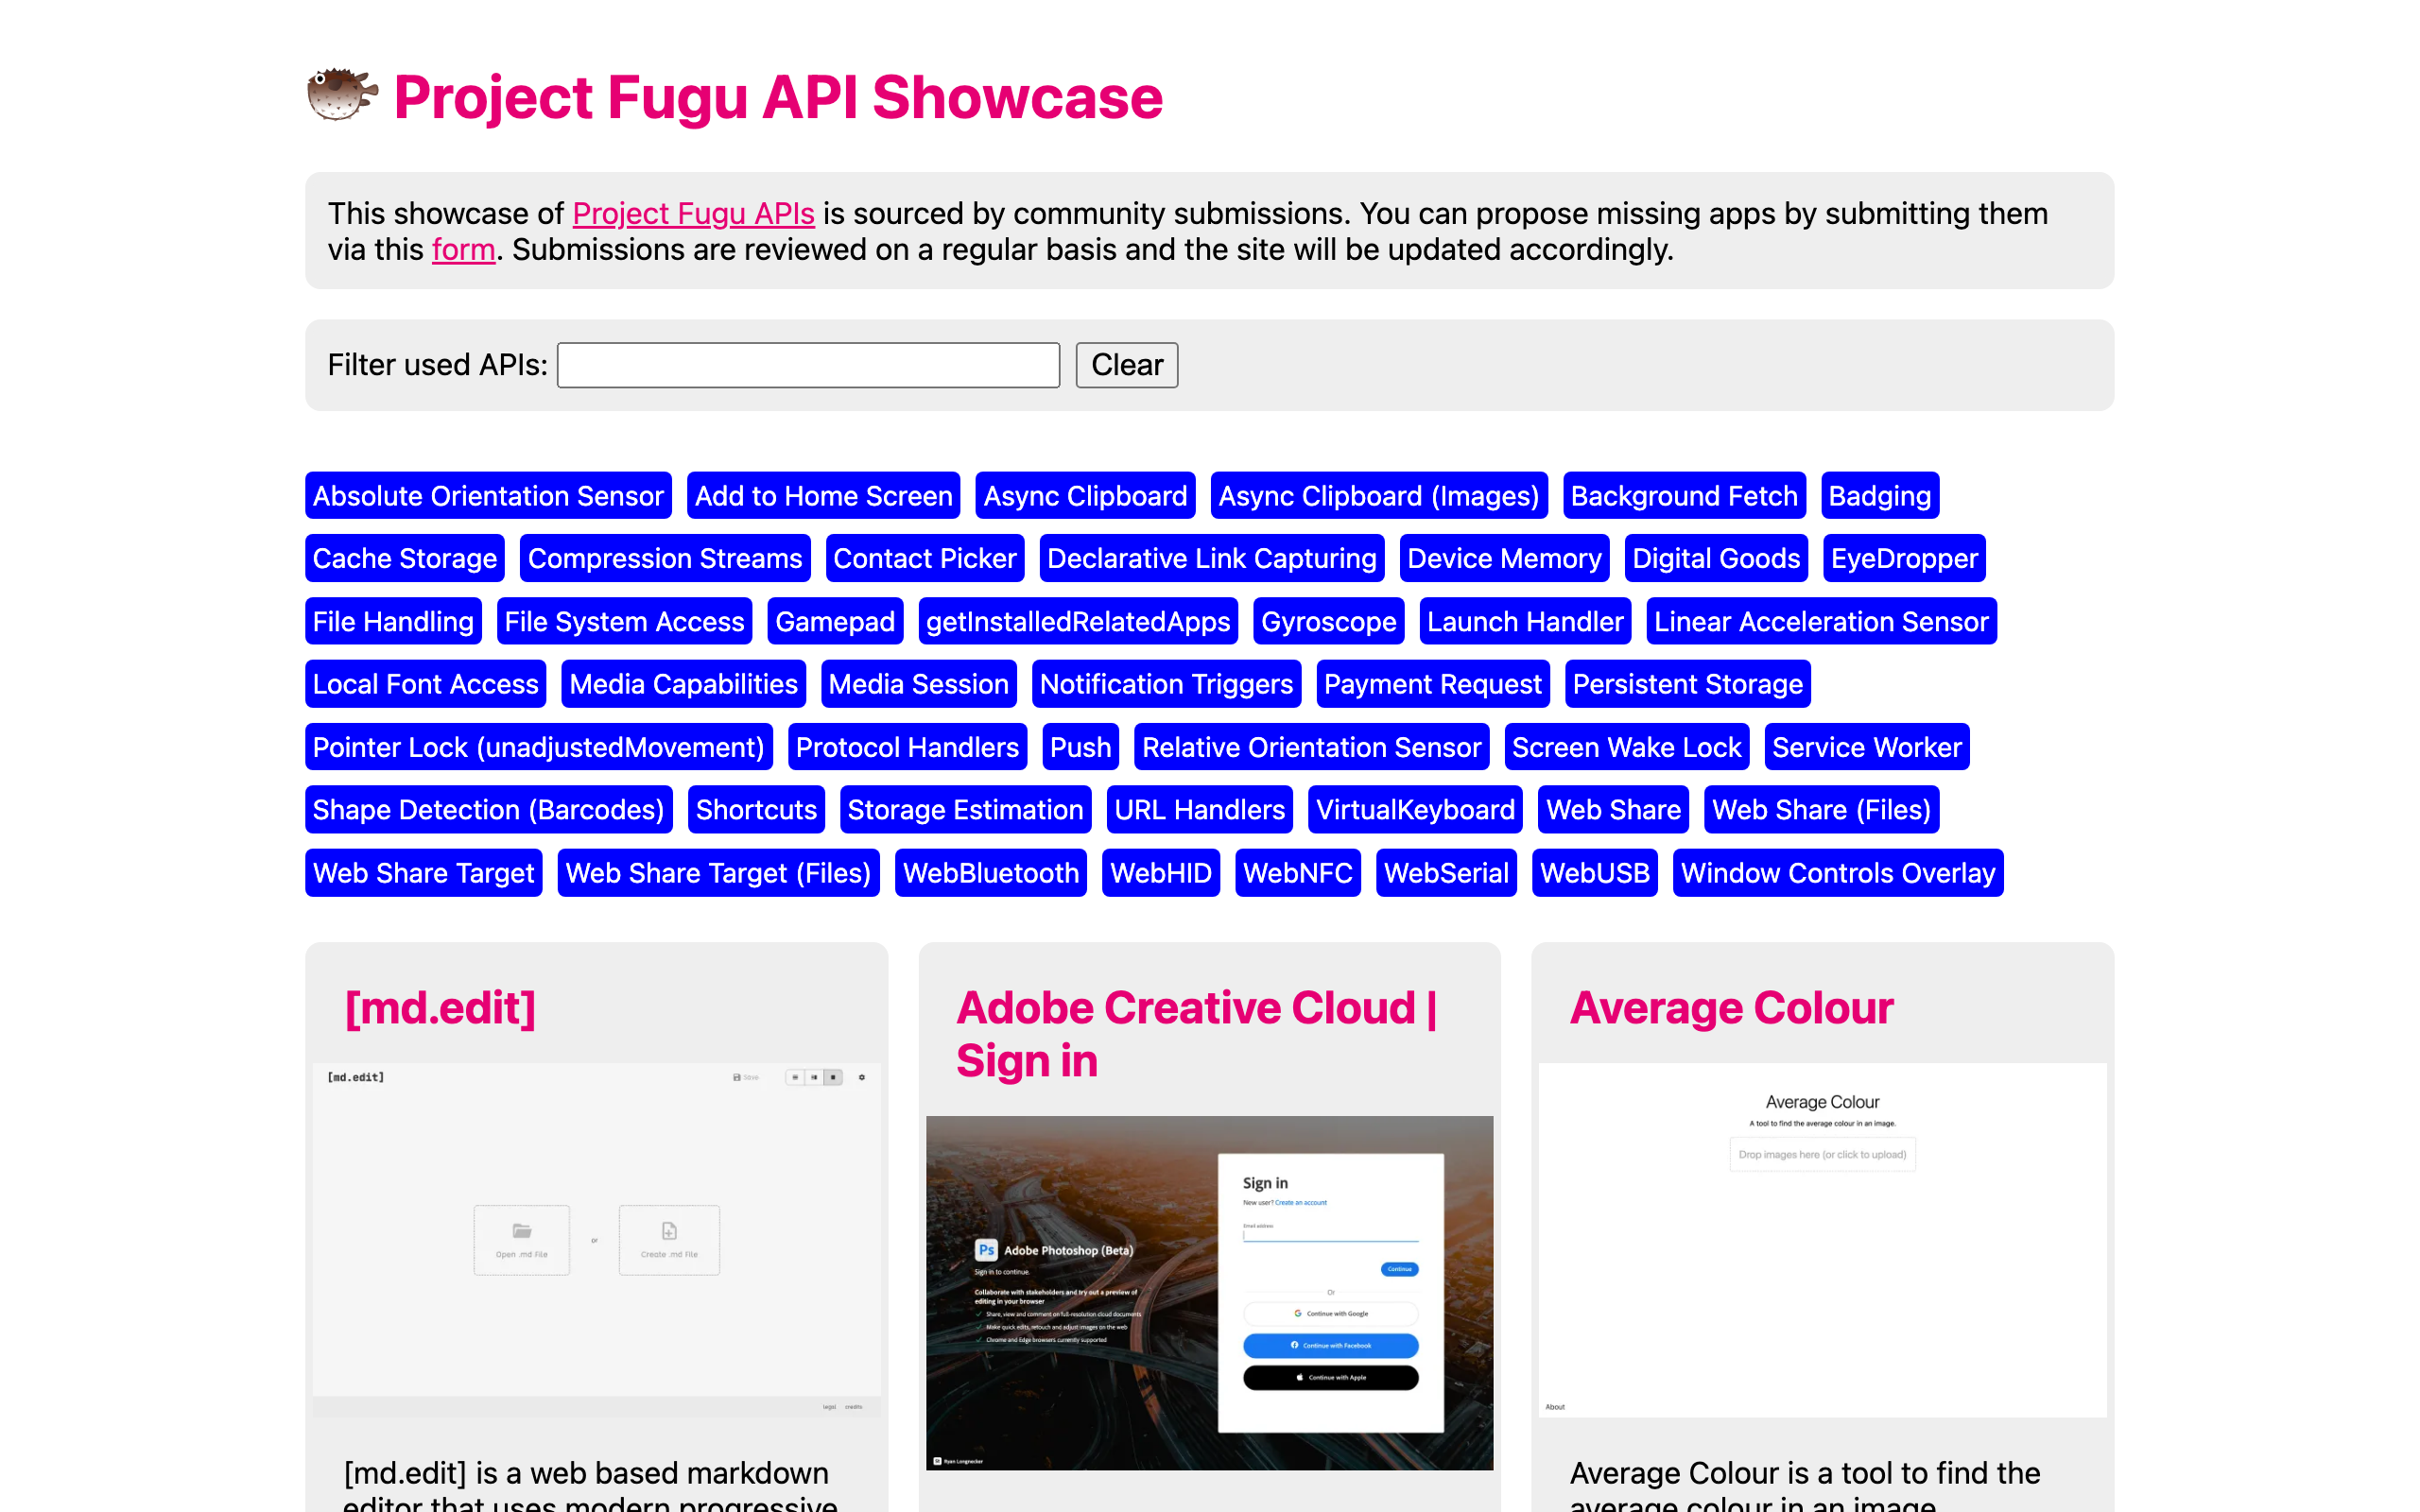 Project Fugu API Showcase
This showcase of Project Fugu APIs is sourced by community submissions. You can propose missing apps by submitting them
via this form. Submissions are reviewed on a regular basis and the site will be updated accordingly.
Filter used APIs: Clear
Absolute Orientation Sensor Add to Home Screen Async Clipboard Async Clipboard (Images) Background Fetch Badging
Cache Storage Compression Streams Contact Picker Declarative Link Capturing Device Memory Digital Goods EyeDropper
File Handling File System Access Gamepad getInstalledRelatedApps Gyroscope Launch Handler Linear Acceleration Sensor
Local Font Access Media Capabilities Media Session Notification Triggers Payment Request Persistent Storage
Pointer Lock (unadjustedMovement) Protocol Handlers Push Relative Orientation Sensor Screen Wake Lock Service Worker
Shape Detection (Barcodes) Shortcuts Storage Estimation URL Handlers VirtualKeyboard Web Share Web Share (Files)
Web Share Target Web Share Target (Files) WebBluetooth WebHID WebNFC WebSerial WebUSB Window Controls Overlay
[md.edit]
[md.edit] Save
Open .md File or Create .md File
legal credits
[md.edit] is a web based markdown
editor that uses modern progressive
Adobe Creative Cloud |
Sign in
Ps Adobe Photoshop (Beta)
Sign in to continue.
Collaborate with stakeholders and try out a preview of
editing in your browser
Share, view and comment on full-resolution cloud documents
Make quick edits, retouch and adjust images on the web
Chrome and Edge browsers currently supported
Ryan Longnecker
Sign in
New user? Create an account
Email address
Continue
Or
Continue with Google
Continue with Facebook
Continue with Apple
Average Colour
Average Colour
A tool to find the average colour in an image.
Drop images here (or click to upload)
About
Average Colour is a tool to find the
average colour in an image